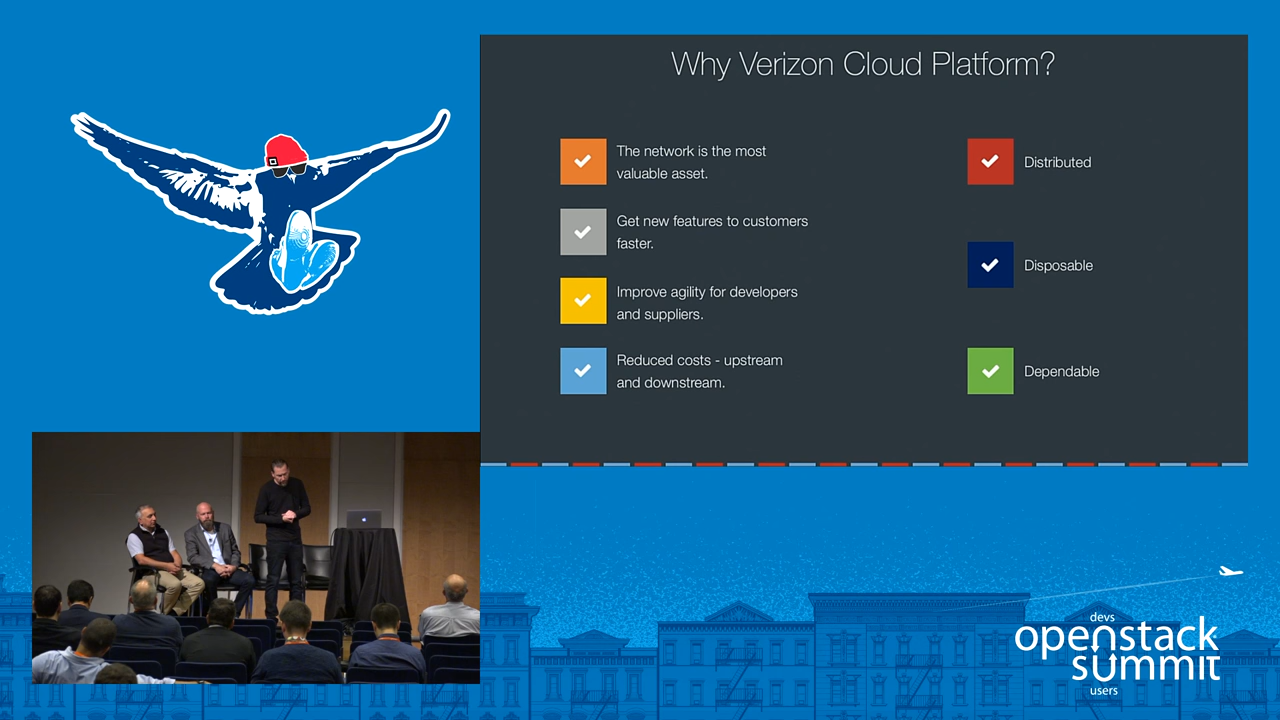 Why Verizon Cloud Platform?
The network is the most
valuable asset.
Get new features to customers
faster.
Improve agility for developers
and suppliers.
Reduced costs - upstream
and downstream.
Distributed
Disposable
Dependable
devs
openstack
summit
users